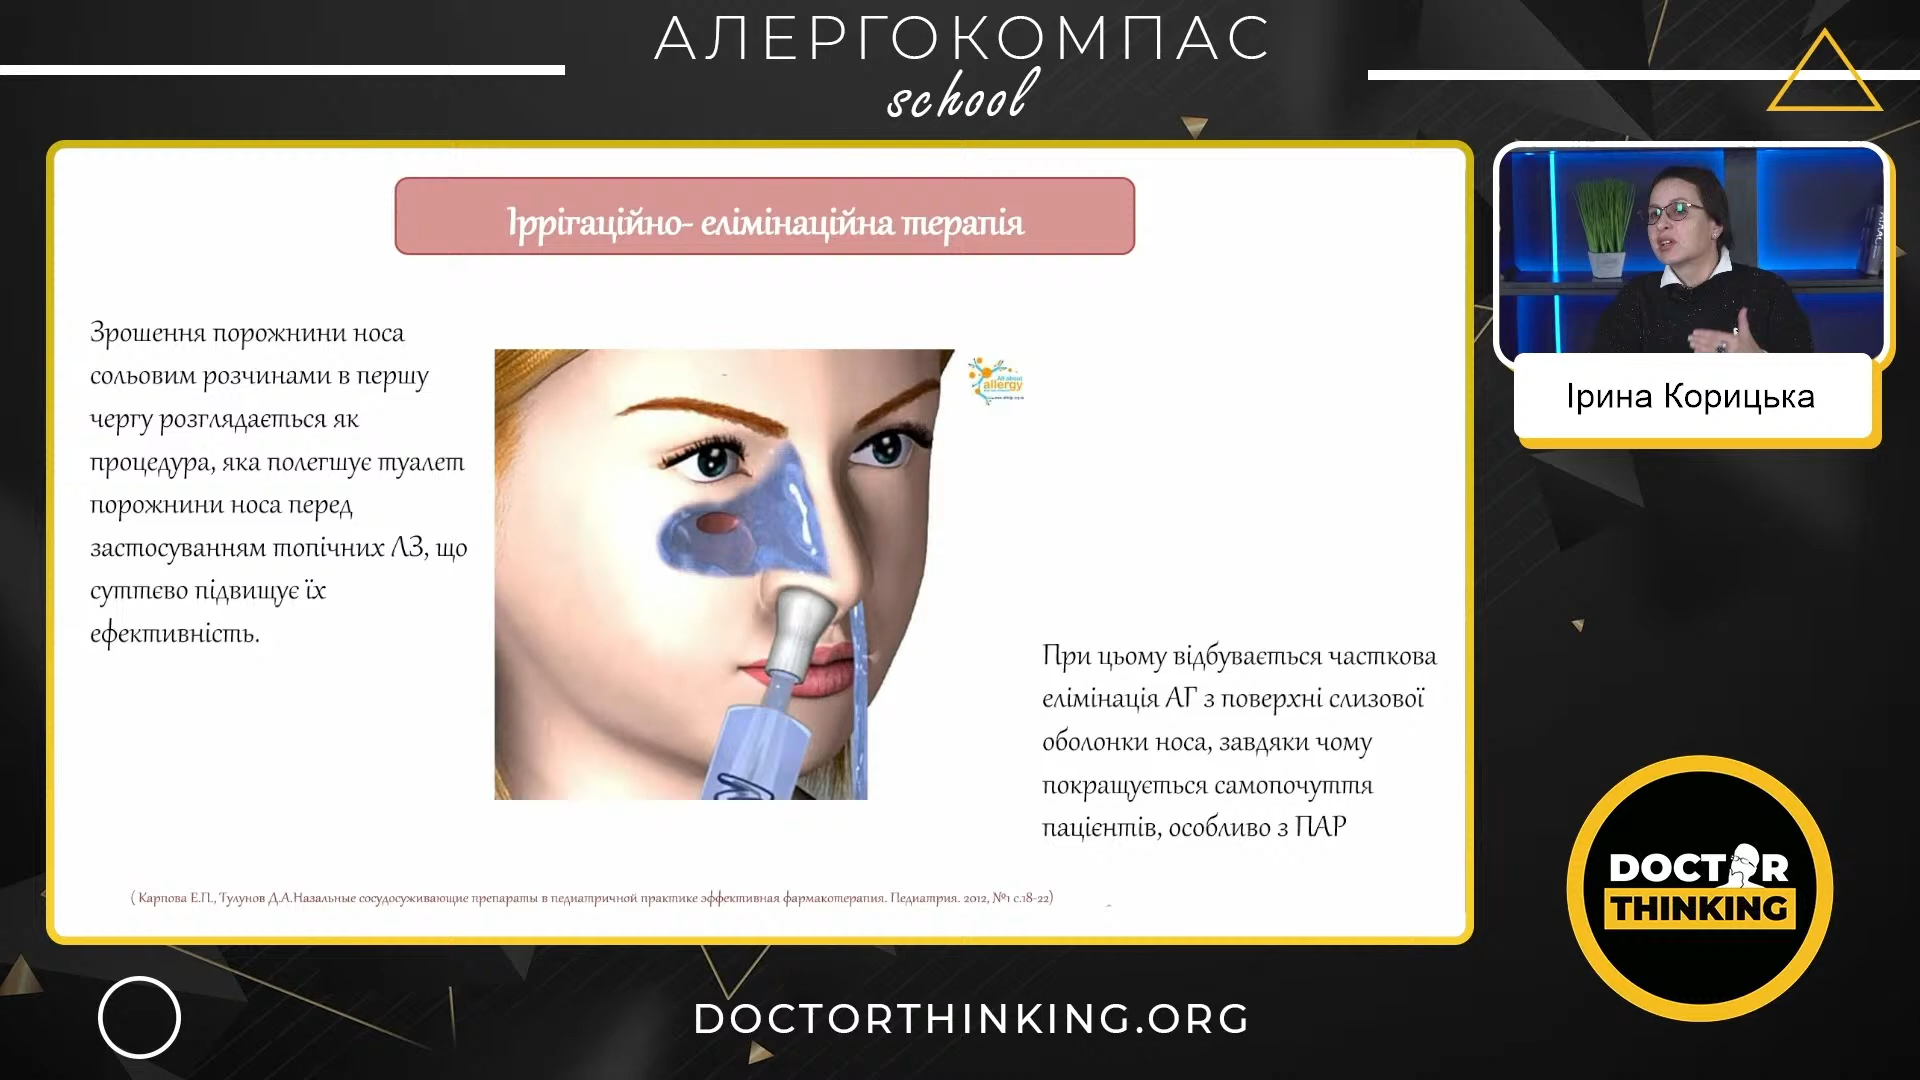 АЛЕРГОКОМПАС
school
Іррігаційно- елімінаційна терапія
Зрошення порожнини носа
сольовим розчинами в першу
чергу розглядається як
процедура, яка полегшує туалет
порожнини носа перед
застосуванням топічних ЛЗ, що
суттєво підвищує їх
ефективність.
All about
allergy
При цьому відбувається часткова
елімінація АГ з поверхні слизової
оболонки носа, завдяки чому
покращується самопочуття
пацієнтів, особливо з ПАР
( Карпова Е.П., Тулупов Д.А.Назальные сосудосуживающие препараты в педиатричной практике эффективная фармакотерапия. Педиатрия. 2012, №1 с.18-22)
Ірина Корицька
DOCTOR
THINKING
DOCTORTHINKING.ORG